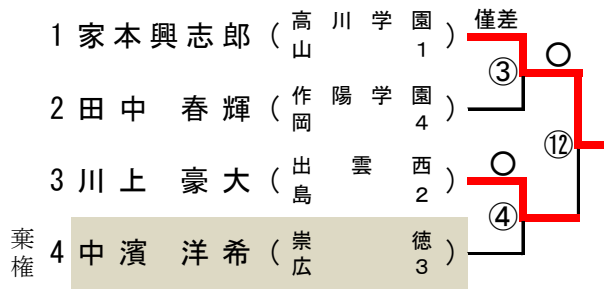 1 家本興志郎 (高川学園 山 1) 僅差
③ 〇
2 田中 春輝 (作陽学園 岡 4)
⑫
3 川上 豪大 (出雲西 島 2) 〇
④
棄権 4 中濱 洋希 (崇徳 広 3)